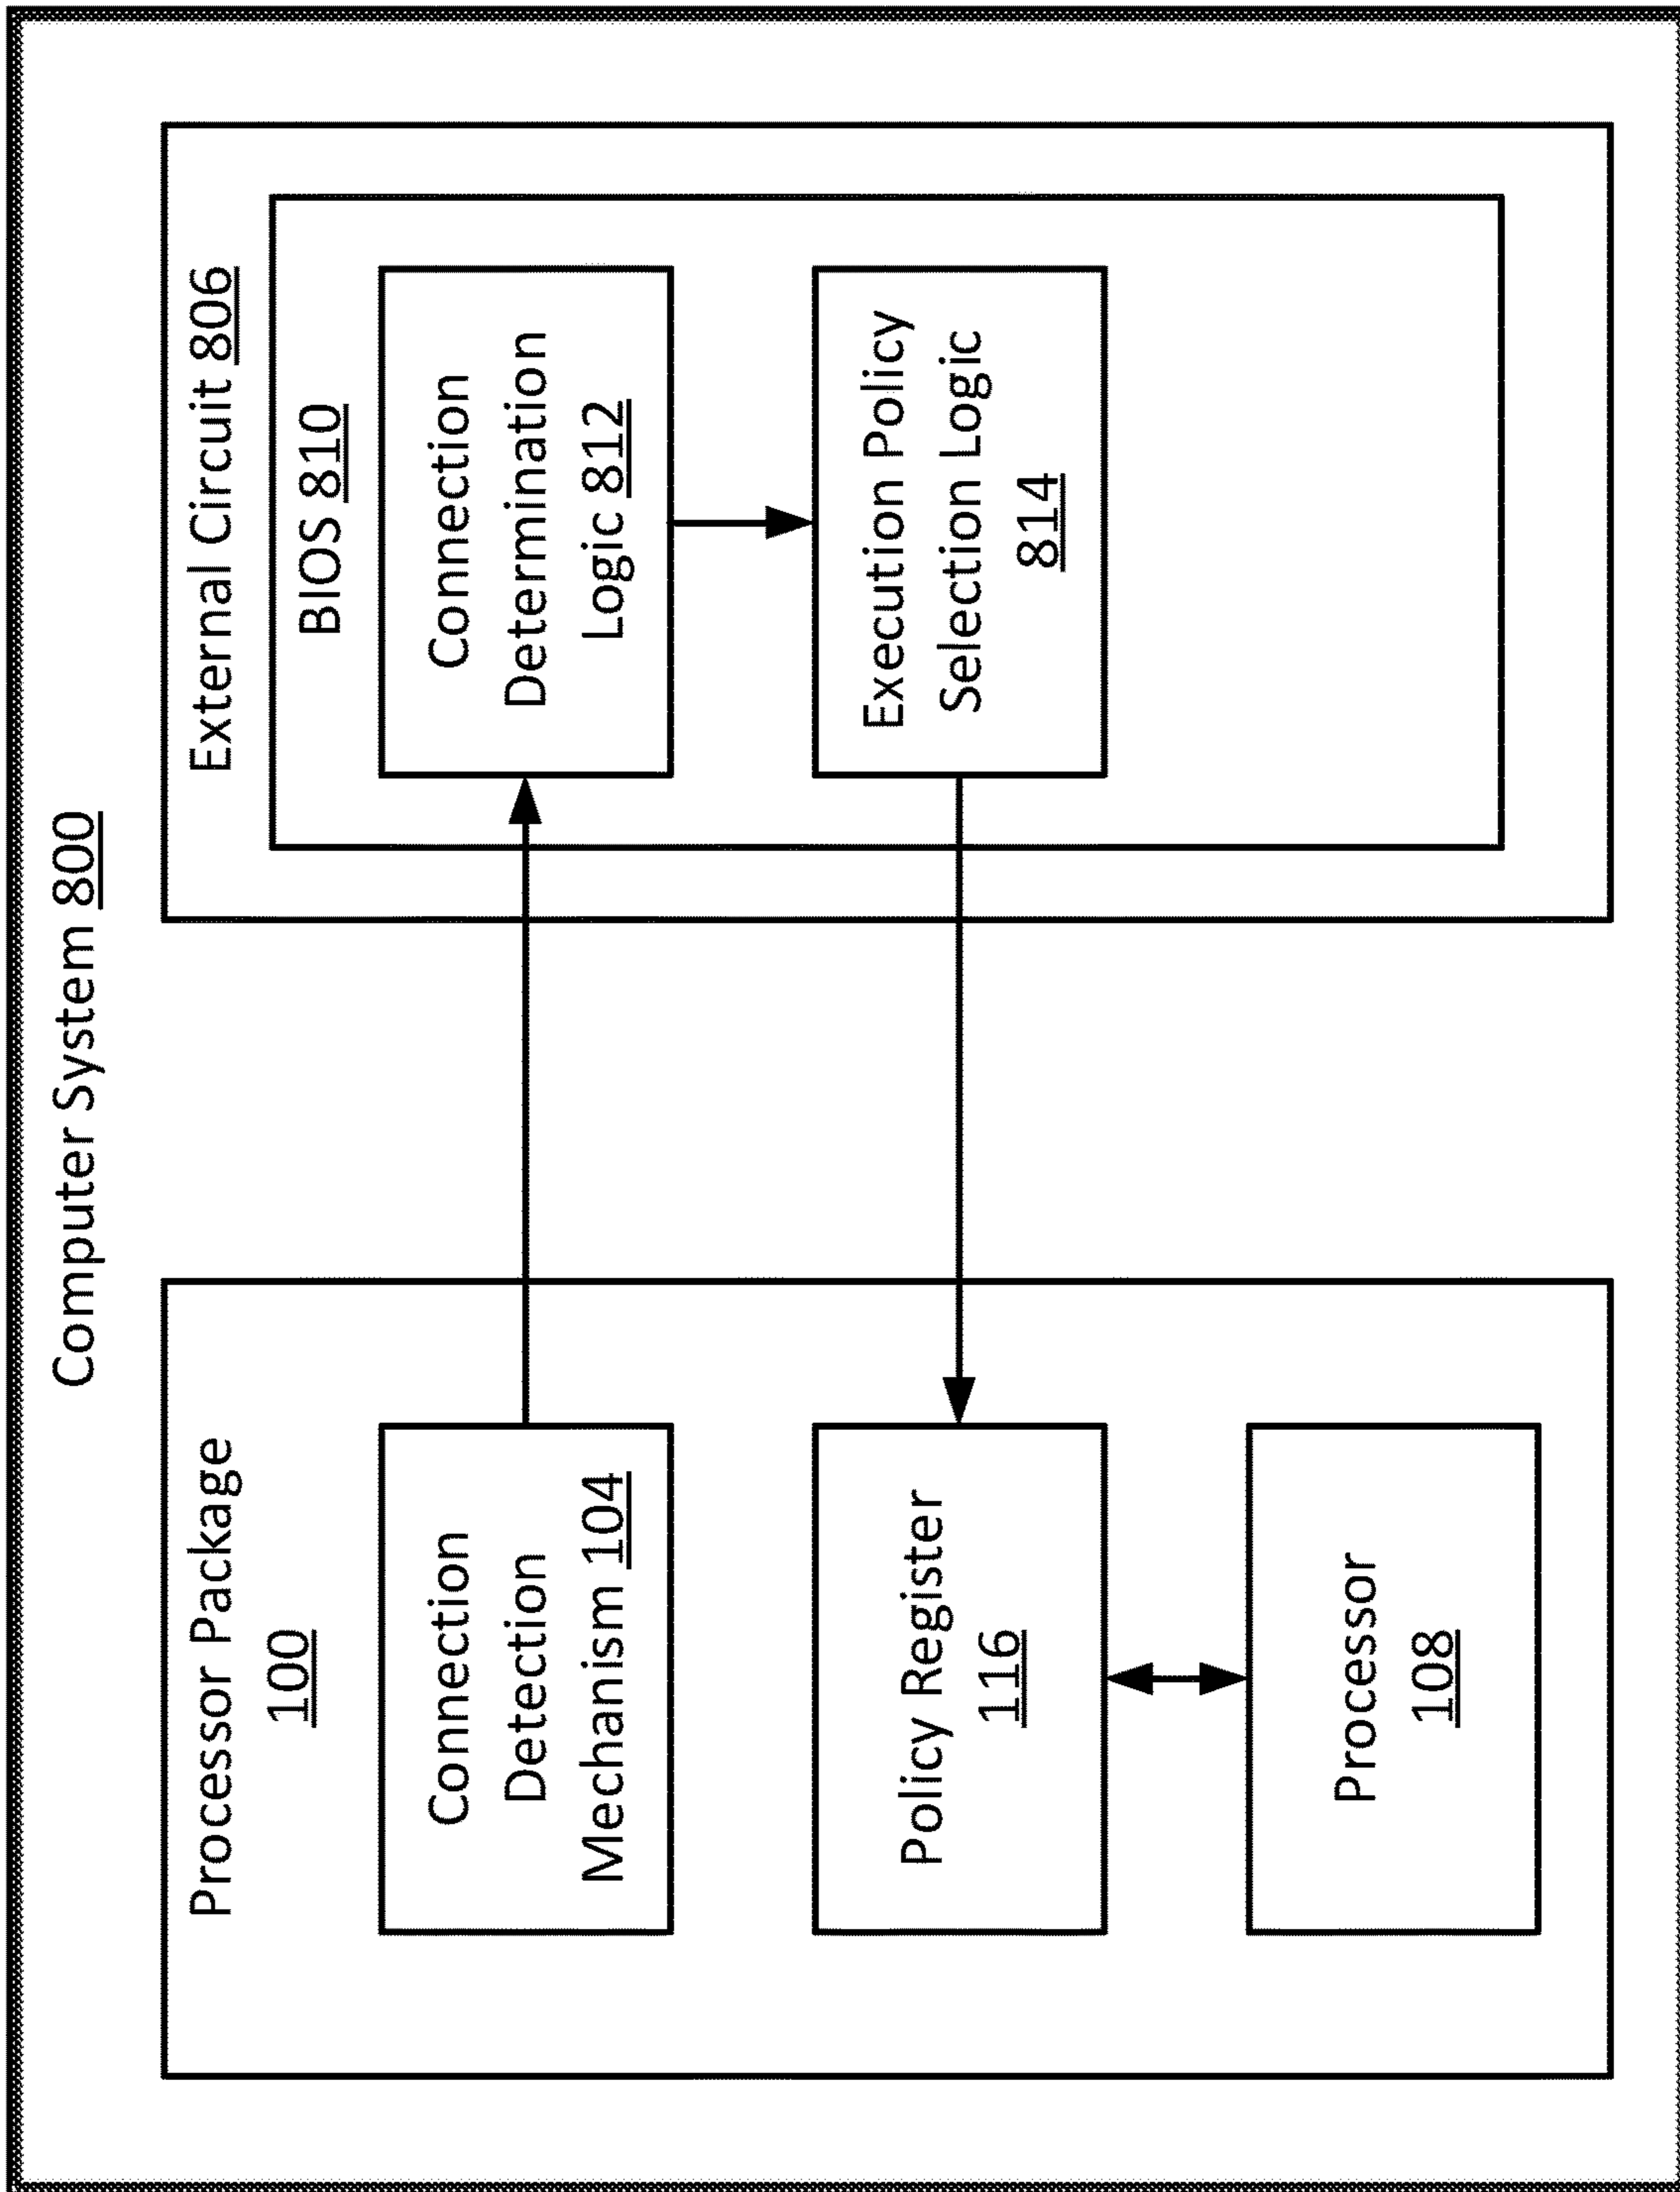 Computer System 800
Processor Package
100
Connection
Detection
Mechanism 104
Policy Register
116
Processor
108
External Circuit 806
BIOS 810
Connection
Determination
Logic 812
Execution Policy
Selection Logic
814